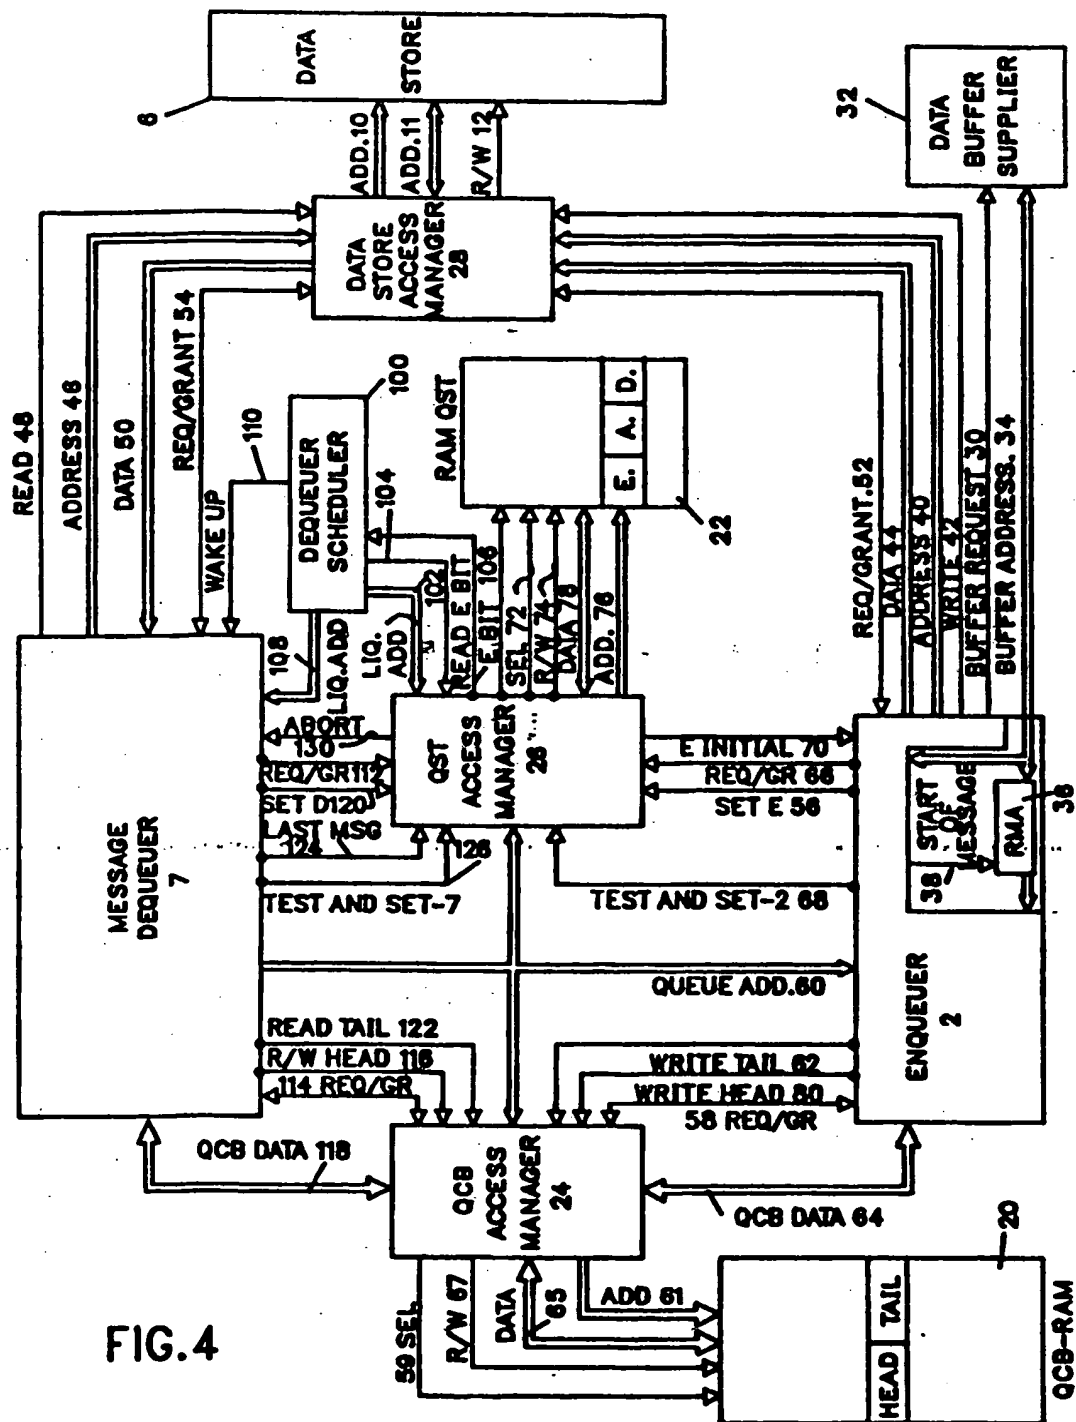 DATA
STORE
6
ADD.10
ADD.11
R/W 12
DATA
STORE
ACCESS
MANAGER
28
32
DATA
BUFFER
SUPPLIER
READ 48
ADDRESS 46
DATA 50
REQ/GRANT 54
WAKE UP
110
DEQUEUER
SCHEDULER
100
104
102
108
LIQ.ADD
LIQ.
ADD
READ E BIT
E.BIT 106
SEL 72
R/W 74
DATA 78
ADD. 76
RAM QST
E. A. D.
22
REQ/GRANT.52
DATA 44
ADDRESS 40
WRITE 42
BUFFER REQUEST 30
BUFFER ADDRESS. 34
MESSAGE
DEQUEUER
7
ABORT
130
REQ/GR112
SET D120
LAST MSG
124
126
TEST AND SET-7
QST
ACCESS
MANAGER
26
E INITIAL 70
REQ/GR 66
SET E 56
TEST AND SET-2 68
START
OF
MESSAGE
38
RMA
36
ENQUEUER
2
QUEUE ADD.60
READ TAIL 122
R/W HEAD 116
114 REQ/GR
WRITE TAIL 62
WRITE HEAD 80
58 REQ/GR
QCB DATA 118
QCB
ACCESS
MANAGER
24
QCB DATA 64
59 SEL
R/W 67
DATA
65
ADD 61
HEAD TAIL
20
QCB-RAM
FIG.4